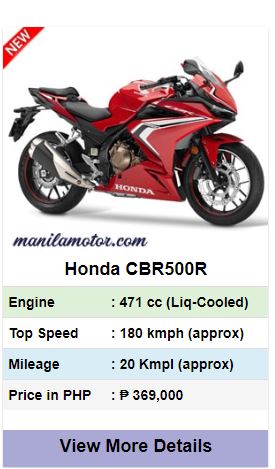 NEW
HONDA
manilamotor.com
Honda CBR500R
Engine : 471 cc (Liq-Cooled)
Top Speed : 180 kmph (approx)
Mileage : 20 Kmpl (approx)
Price in PHP : ₱ 369,000
View More Details